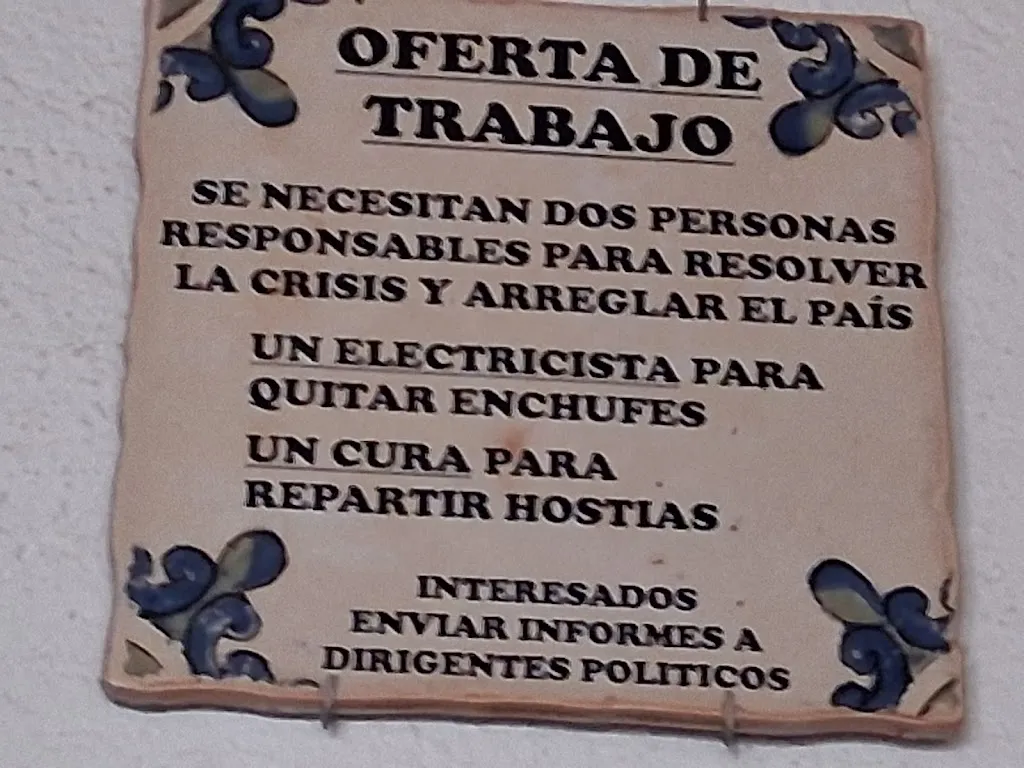 OFERTA DE
TRABAJO
SE NECESITAN DOS PERSONAS
RESPONSABLES PARA RESOLVER
LA CRISIS Y ARREGLAR EL PAÍS
UN ELECTRICISTA PARA
QUITAR ENCHUFES
UN CURA PARA
REPARTIR HOSTIAS.
INTERESADOS
ENVIAR INFORMES A
DIRIGENTES POLITICOS